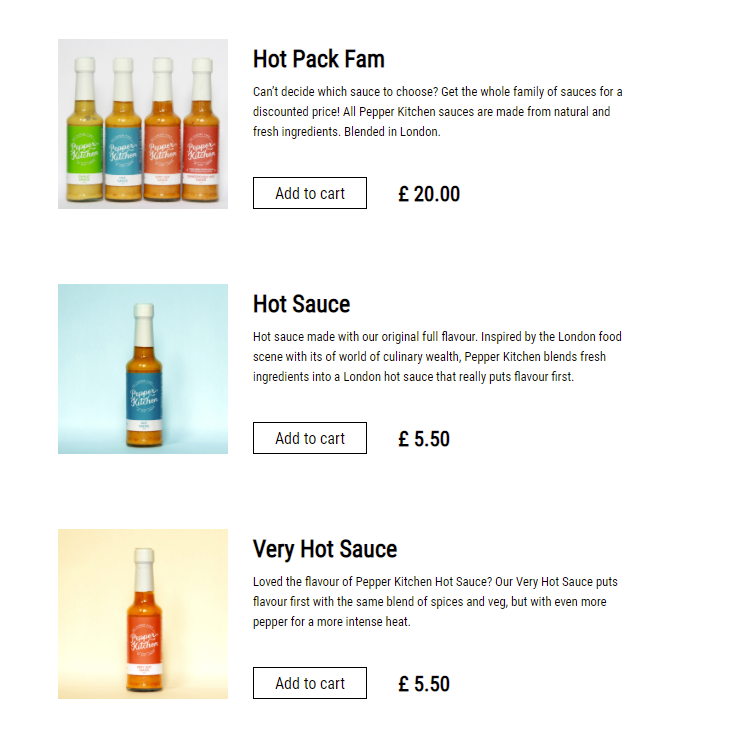 Hot Pack Fam
Can't decide which sauce to choose? Get the whole family of sauces for a
discounted price! All Pepper Kitchen sauces are made from natural and
fresh ingredients. Blended in London.
Add to cart
£ 20.00
Pepper
Kitchen
Pepper
Kitchen
Pepper
Kitchen
Pepper
Kitchen
Hot Sauce
Hot sauce made with our original full flavour. Inspired by the London food
scene with its of world of culinary wealth, Pepper Kitchen blends fresh
ingredients into a London hot sauce that really puts flavour first.
Add to cart
£ 5.50
Pepper
Kitchen
Very Hot Sauce
Loved the flavour of Pepper Kitchen Hot Sauce? Our Very Hot Sauce puts
flavour first with the same blend of spices and veg, but with even more
pepper for a more intense heat.
Add to cart
£ 5.50
Pepper
Kitchen